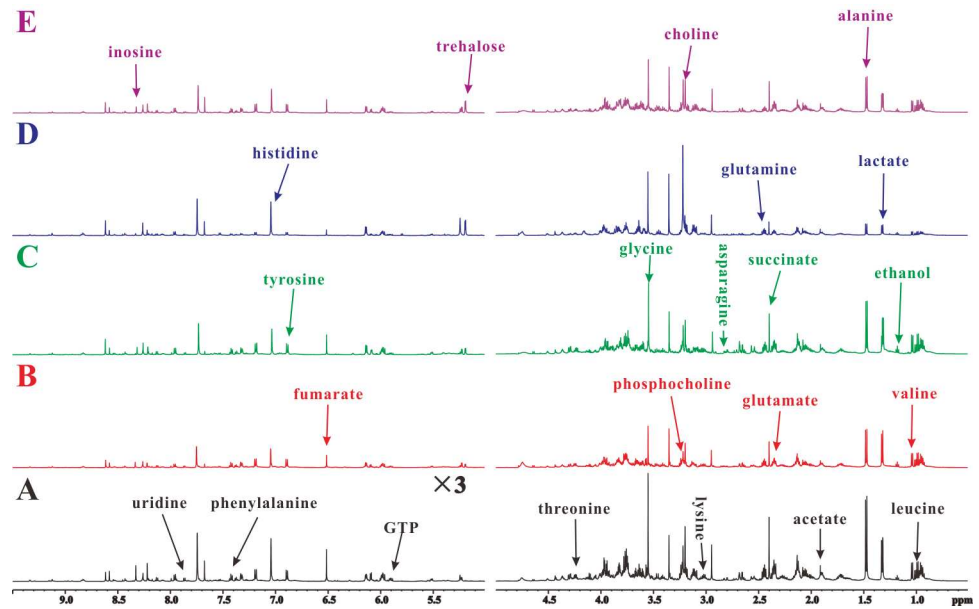 E
inosine
trehalose
choline
alanine
D
histidine
glutamine
lactate
C
tyrosine
glycine
asparagine
succinate
ethanol
B
fumarate
phosphocholine
glutamate
valine
A
×3
uridine
phenylalanine
GTP
threonine
lysine
acetate
leucine
9.0 8.5 8.0 7.5 7.0 6.5 6.0 5.5 5.0 4.5 4.0 3.5 3.0 2.5 2.0 1.5 1.0 ppm